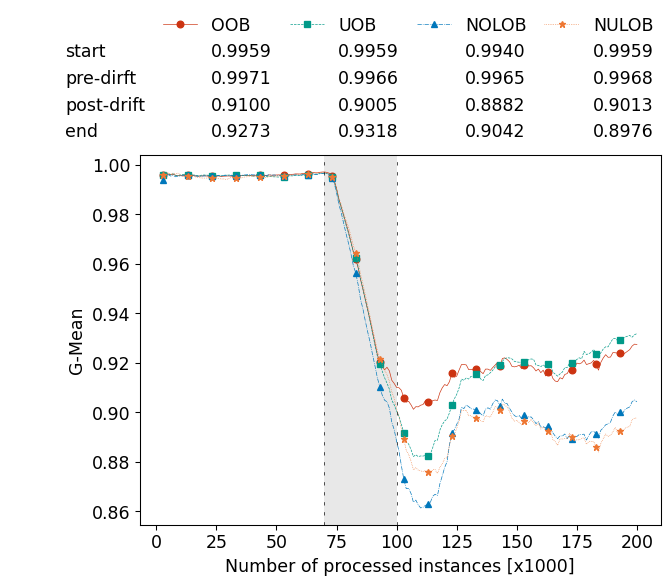 OOB UOB NOLOB NULOB
start 0.9959 0.9959 0.9940 0.9959
pre-dirft 0.9971 0.9966 0.9965 0.9968
post-drift 0.9100 0.9005 0.8882 0.9013
end 0.9273 0.9318 0.9042 0.8976
1.00
0.98
0.96
0.94
0.92
0.90
0.88
0.86
G-Mean
0 25 50 75 100 125 150 175 200
Number of processed instances [x1000]